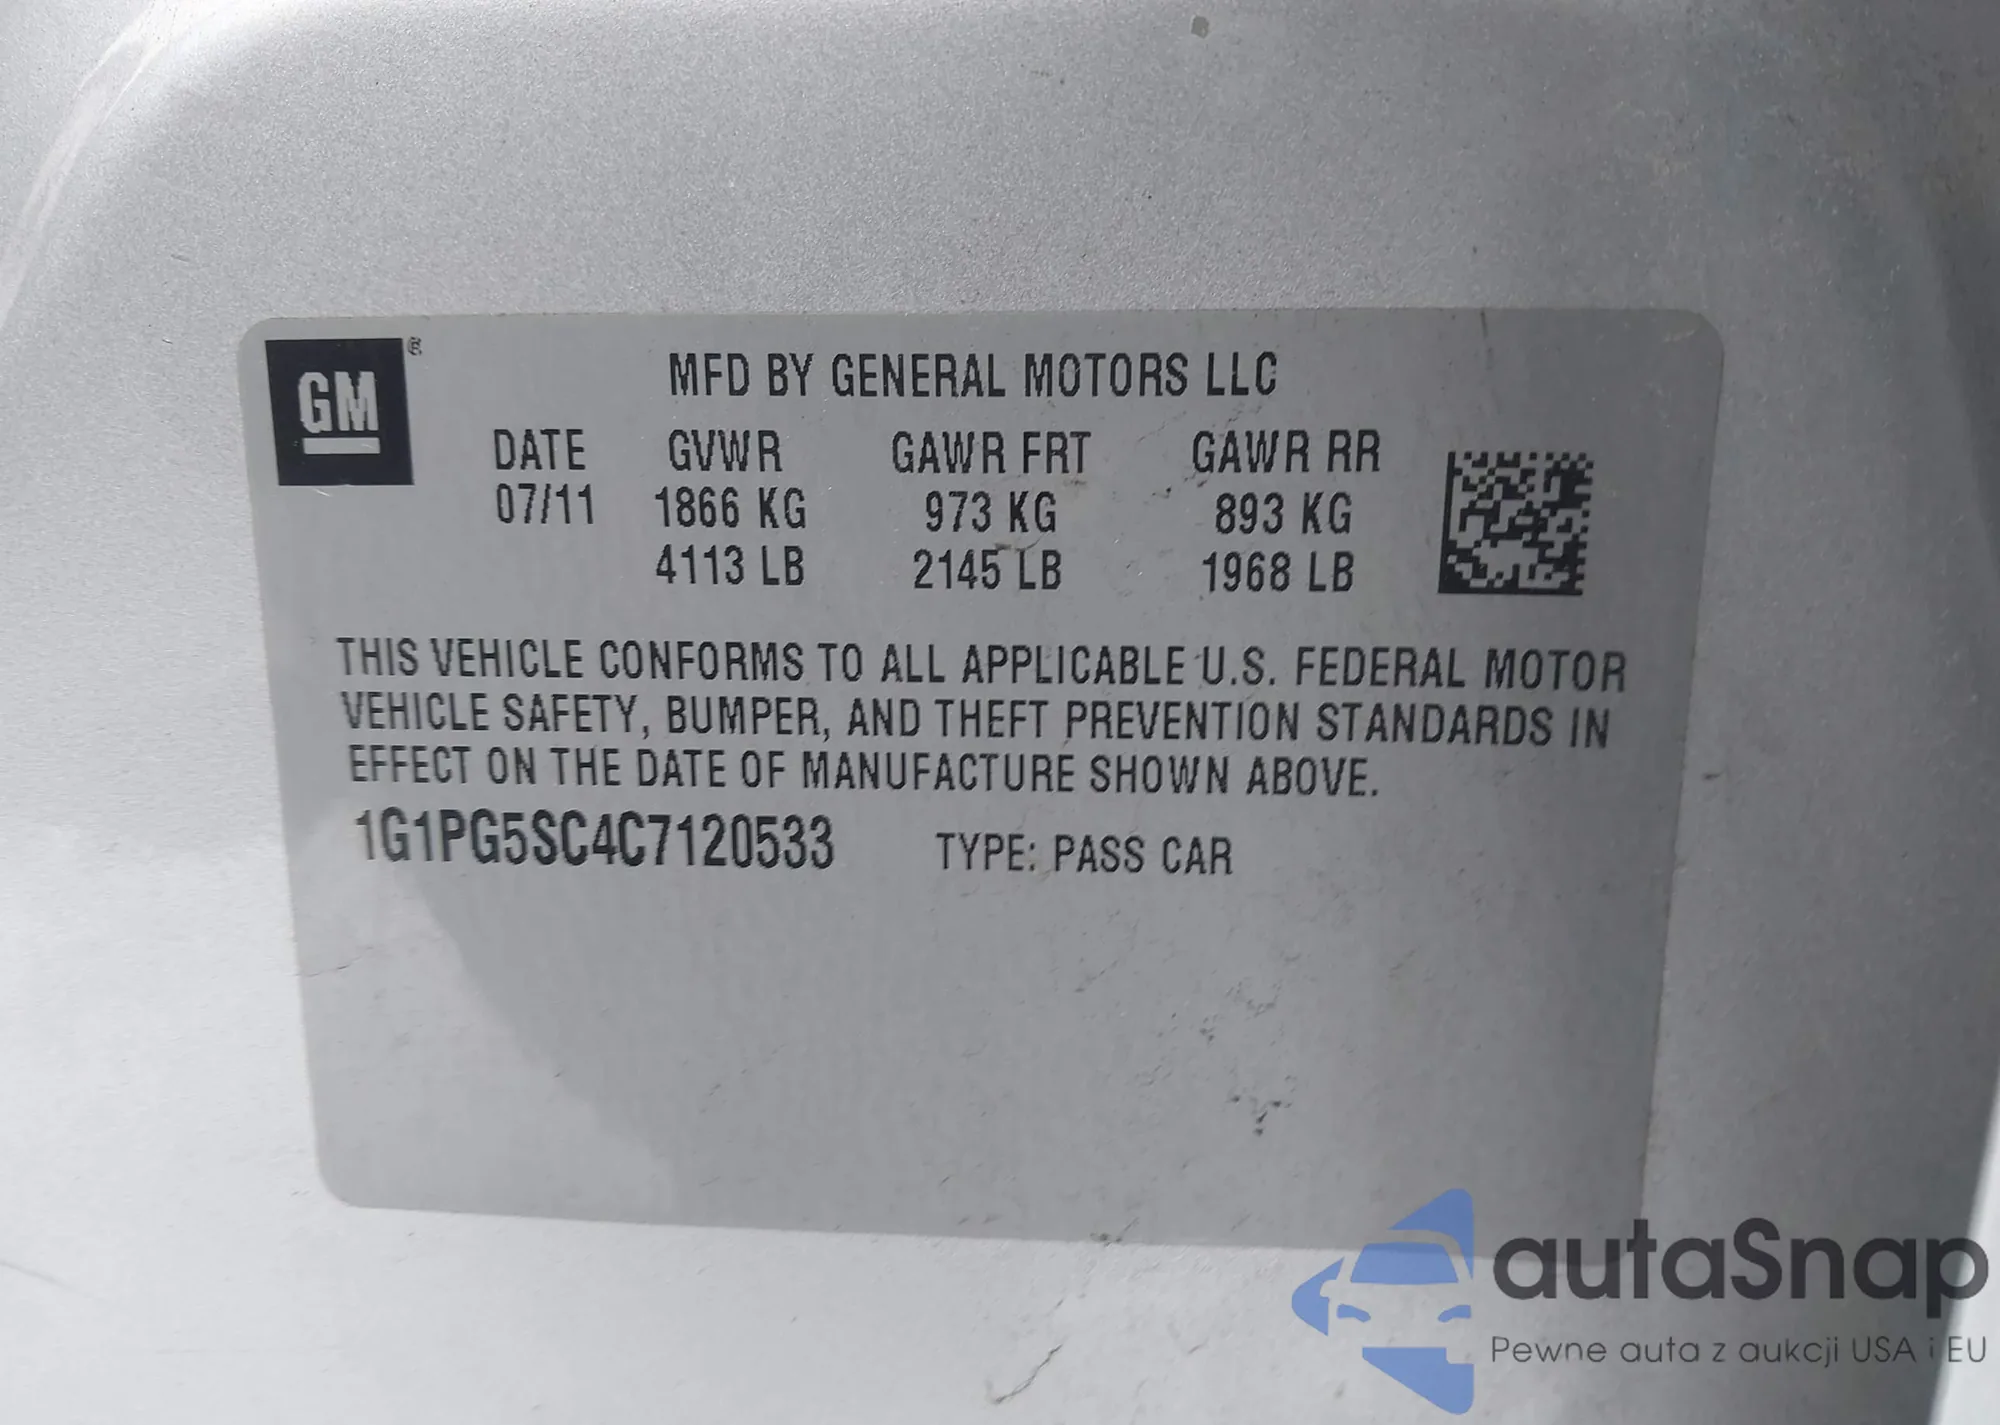 GM®
MFD BY GENERAL MOTORS LLC
DATE GVWR GAWR FRT GAWR RR
07/11 1866 KG 973 KG 893 KG
4113 LB 2145 LB 1968 LB
THIS VEHICLE CONFORMS TO ALL APPLICABLE U.S. FEDERAL MOTOR
VEHICLE SAFETY, BUMPER, AND THEFT PREVENTION STANDARDS IN
EFFECT ON THE DATE OF MANUFACTURE SHOWN ABOVE.
1G1PG5SC4C7120533 TYPE: PASS CAR
autaSnap
Pewne auta z aukcji USA i EU